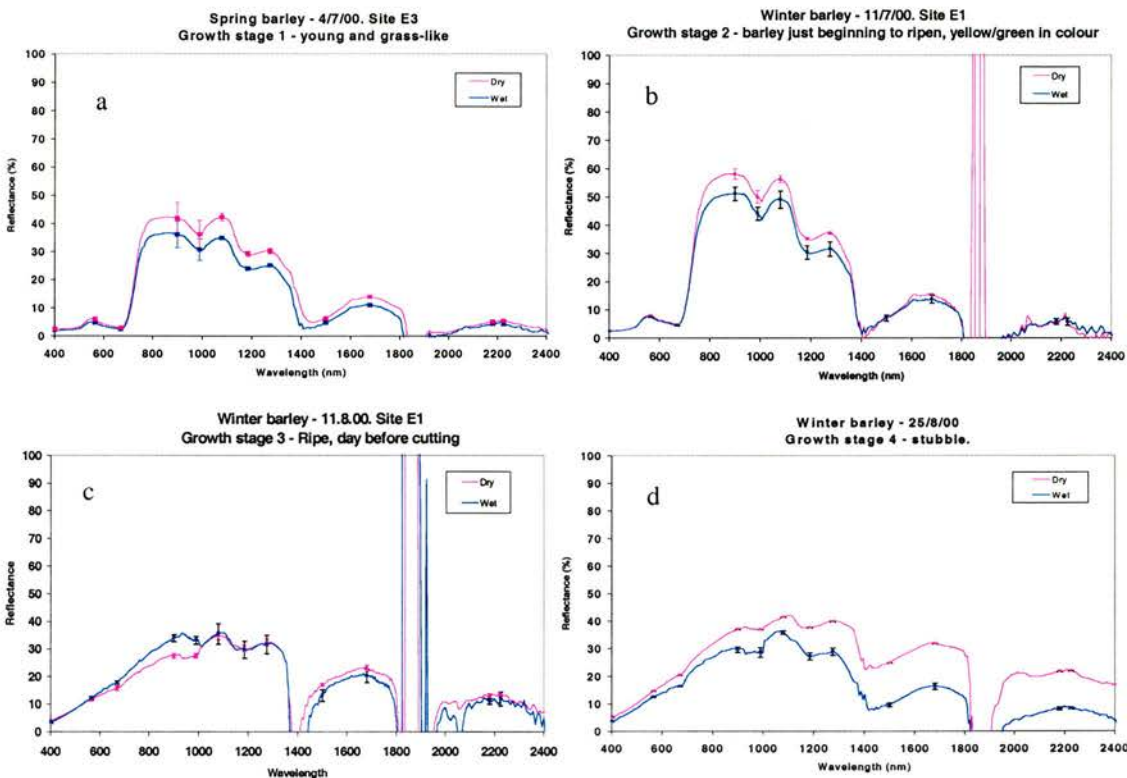 Spring barley - 4/7/00. Site E3
Growth stage 1 - young and grass-like
a
Dry
Wet
Reflectance (%)
100
90
80
70
60
50
40
30
20
10
0
400 600 800 1000 1200 1400 1600 1800 2000 2200 2400
Wavelength (nm)
Winter barley - 11/7/00. Site E1
Growth stage 2 - barley just beginning to ripen, yellow/green in colour
b
Dry
Wet
Reflectance (%)
100
90
80
70
60
50
40
30
20
10
0
400 600 800 1000 1200 1400 1600 1800 2000 2200 2400
Wavelength (nm)
Winter barley - 11.8.00. Site E1
Growth stage 3 - Ripe, day before cutting
c
Dry
Wet
Reflectance
100
90
80
70
60
50
40
30
20
10
0
400 600 800 1000 1200 1400 1600 1800 2000 2200 2400
Wavelength
Winter barley - 25/8/00
Growth stage 4 - stubble.
d
Dry
Wet
Reflectance (%)
100
90
80
70
60
50
40
30
20
10
0
400 600 800 1000 1200 1400 1600 1800 2000 2200 2400
Wavelength (nm)